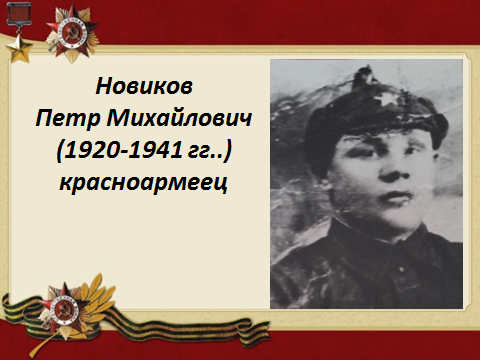 Новиков
Петр Михайлович
(1920-1941 гг..)
красноармеец